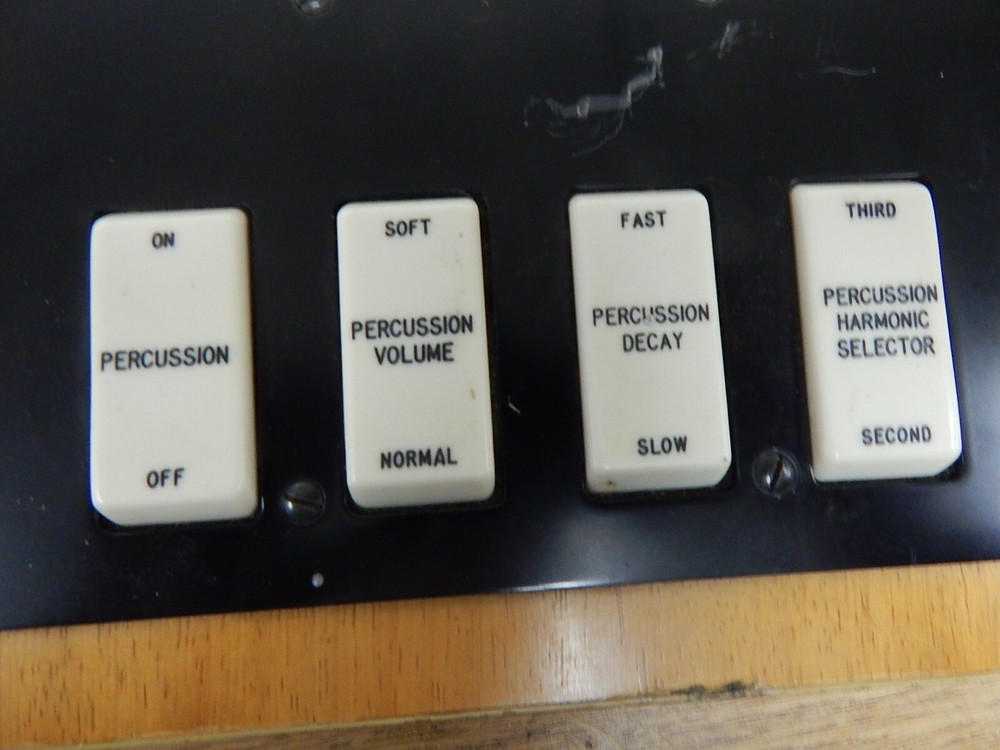 ON
PERCUSSION
OFF
SOFT
PERCUSSION
VOLUME
NORMAL
FAST
PERCUSSION
DECAY
SLOW
THIRD
PERCUSSION
HARMONIC
SELECTOR
SECOND